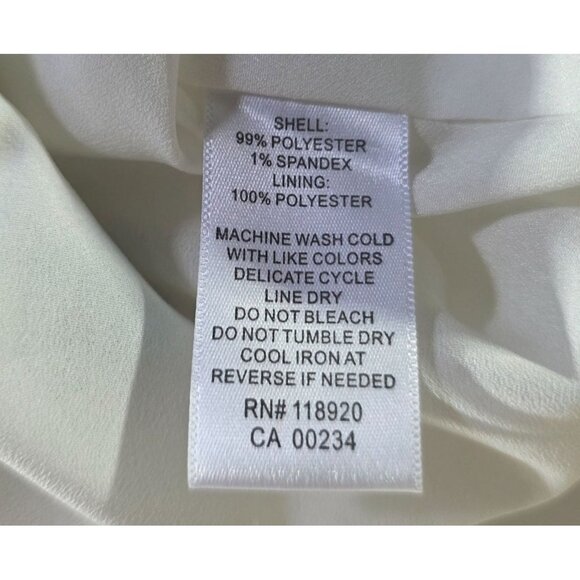 SHELL:
99% POLYESTER
1% SPANDEX
LINING:
100% POLYESTER
MACHINE WASH COLD
WITH LIKE COLORS
DELICATE CYCLE
LINE DRY
DO NOT BLEACH
DO NOT TUMBLE DRY
COOL IRON AT
REVERSE IF NEEDED
RN# 118920
CA 00234